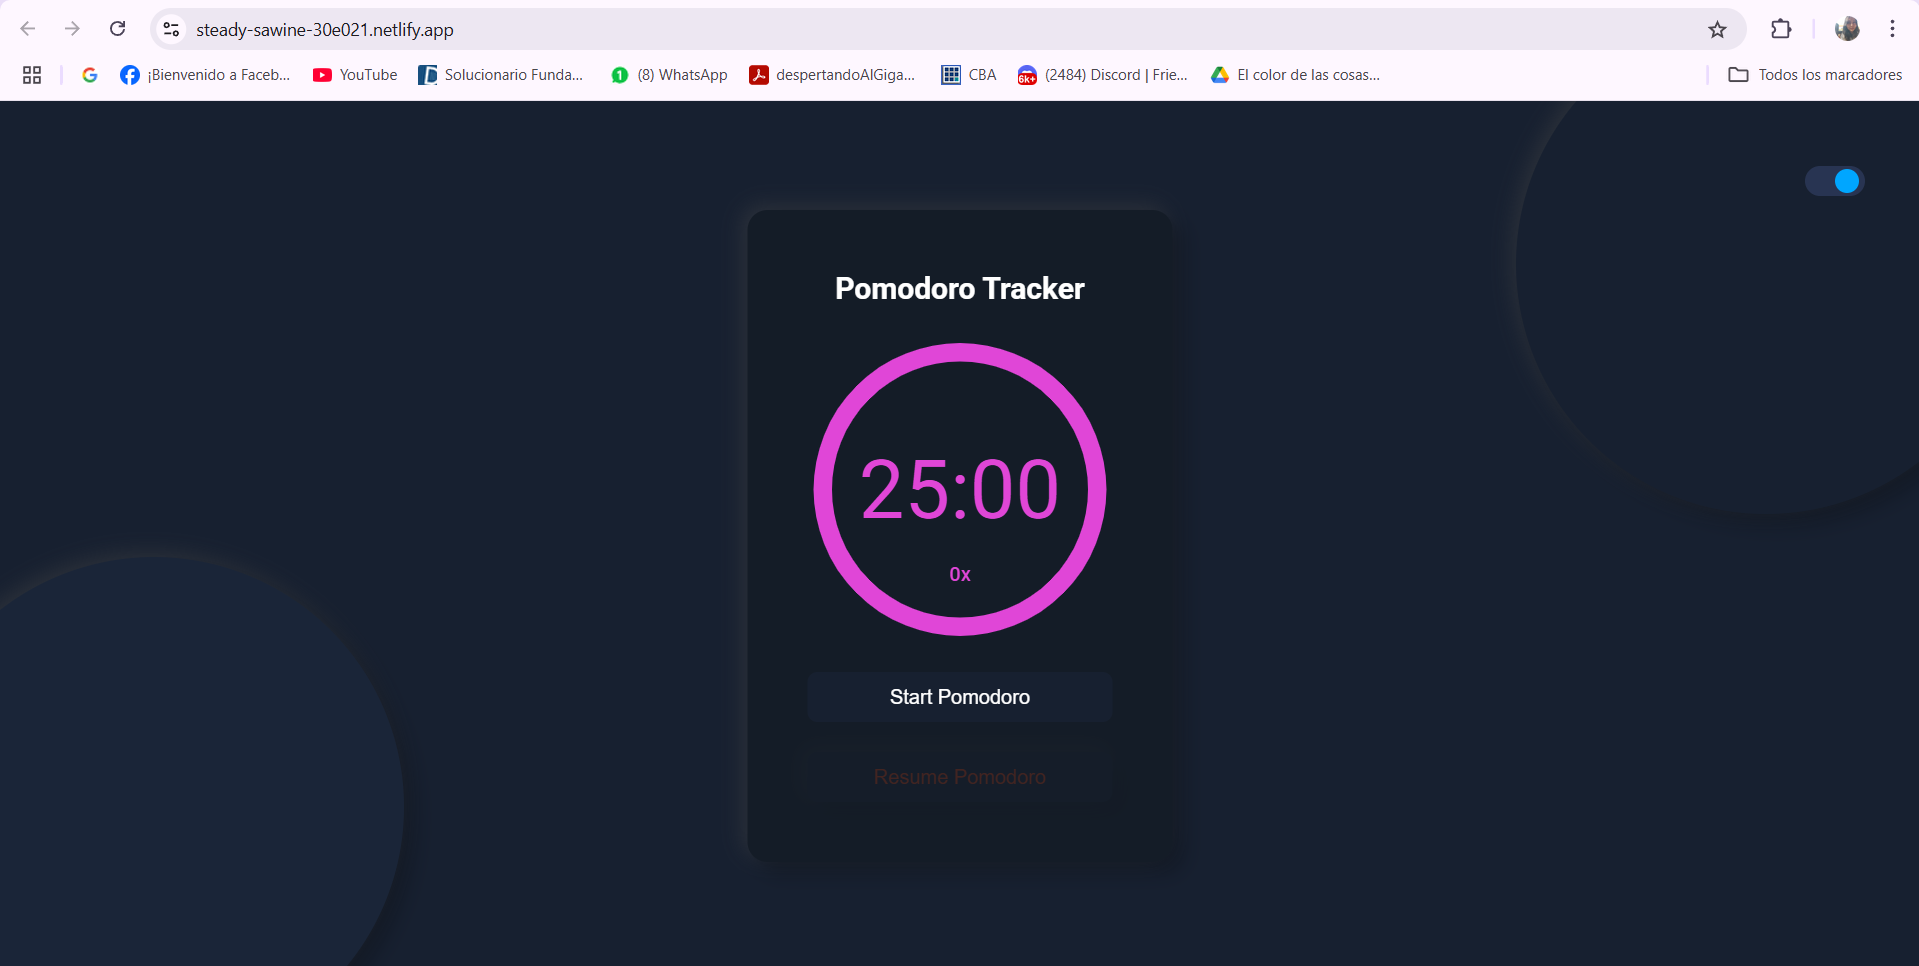 steady-sawine-30e021.netlify.app
¡Bienvenido a Faceb...
YouTube
Solucionario Funda...
(8) WhatsApp
despertandoAlGiga...
CBA
6k+
(2484) Discord | Frie...
El color de las cosas...
Todos los marcadores
Pomodoro Tracker
25:00
0x
Start Pomodoro
Resume Pomodoro